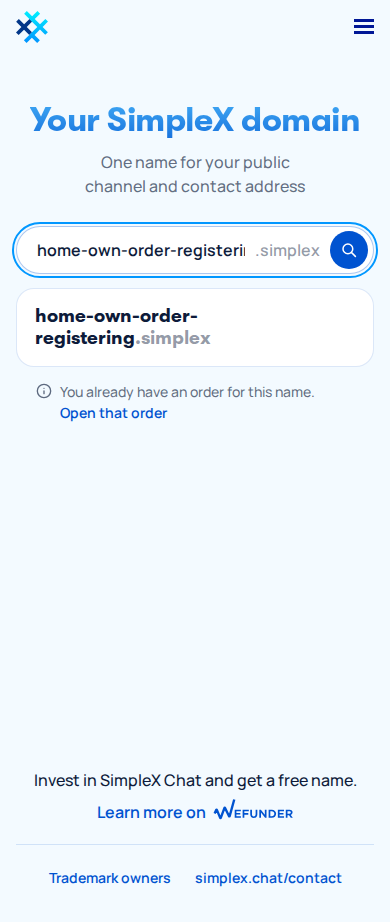 Your SimpleX domain
One name for your public
channel and contact address
home-own-order-registeri .simplex
home-own-order-
registering.simplex
You already have an order for this name.
Open that order
Invest in SimpleX Chat and get a free name.
Learn more on WEFUNDER
Trademark owners simplex.chat/contact